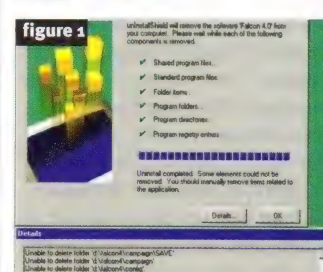 figure 1
uninstallShield will remove the software 'Falcon 4.0' from
your computer. Please wait while each of the following
components is removed.
✔ Shared program files...
✔ Standard program files...
✔ Folder items...
✔ Program folders...
✔ Program directories...
✔ Program registry entries
Uninstall completed. Some elements could not be
removed. You should manually remove items related to
the application.
Details... OK
Details
Unable to delete folder 'd:\falcon4\campaign\SAVE'
Unable to delete folder 'd:\falcon4\campaign'
Unable to delete folder 'd:\falcon4\config'